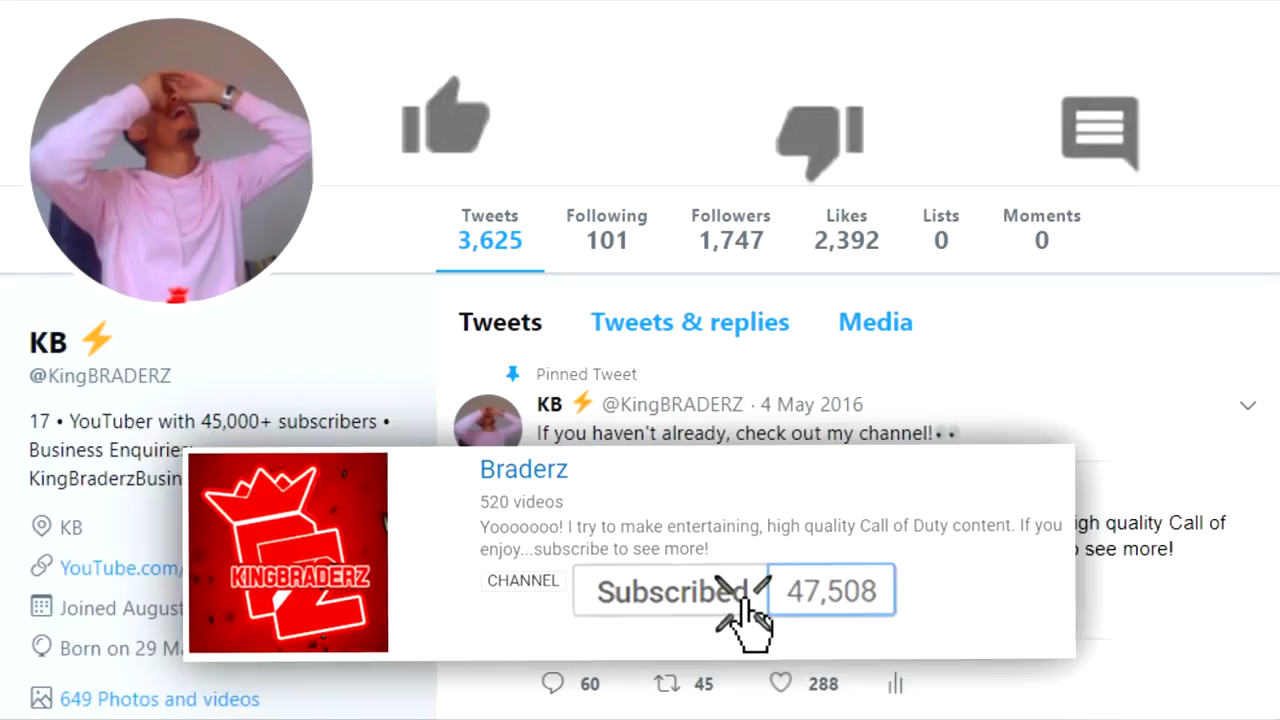 Tweets Following Followers Likes Lists Moments
3,625 101 1,747 2,392 0 0
KB⚡
@KingBRADERZ
17 • YouTuber with 45,000+ subscribers •
Business Enquiries
KingBraderzBusin
KB
YouTube.com/
Joined August
Born on 29 M
649 Photos and videos
Tweets Tweets & replies Media
Pinned Tweet
KB⚡ @KingBRADERZ · 4 May 2016
If you haven't already, check out my channel!👀
igh quality Call of
see more!
KINGBRADERZ
Braderz
520 videos
Yooooooo! I try to make entertaining, high quality Call of Duty content. If you
enjoy...subscribe to see more!
CHANNEL Subscribed 47,508
60 45 288